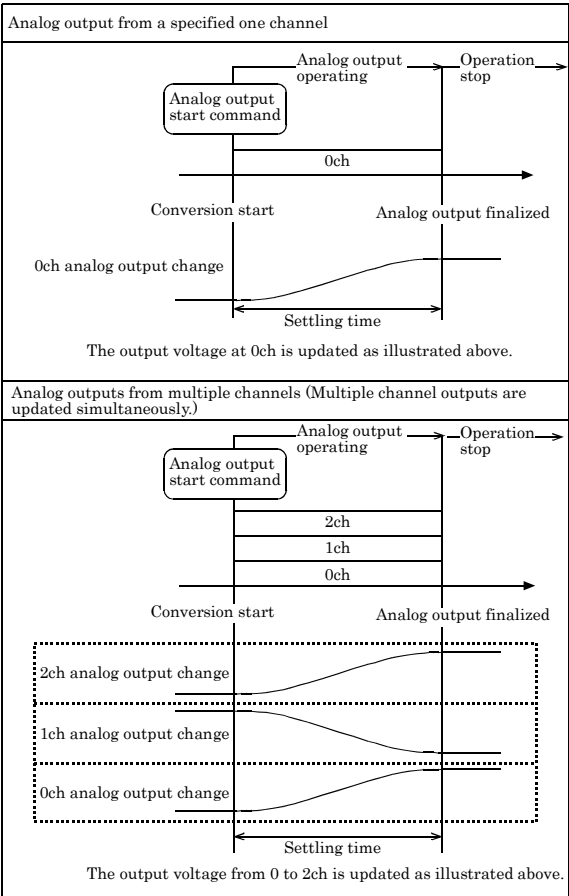 Analog output from a specified one channel
Analog output
operating
Operation
stop
Analog output
start command
0ch
Conversion start
Analog output finalized
0ch analog output change
Settling time
The output voltage at 0ch is updated as illustrated above.
Analog outputs from multiple channels (Multiple channel outputs are
updated simultaneously.)
Analog output
operating
Operation
stop
Analog output
start command
2ch
1ch
0ch
Conversion start
Analog output finalized
2ch analog output change
1ch analog output change
0ch analog output change
Settling time
The output voltage from 0 to 2ch is updated as illustrated above.